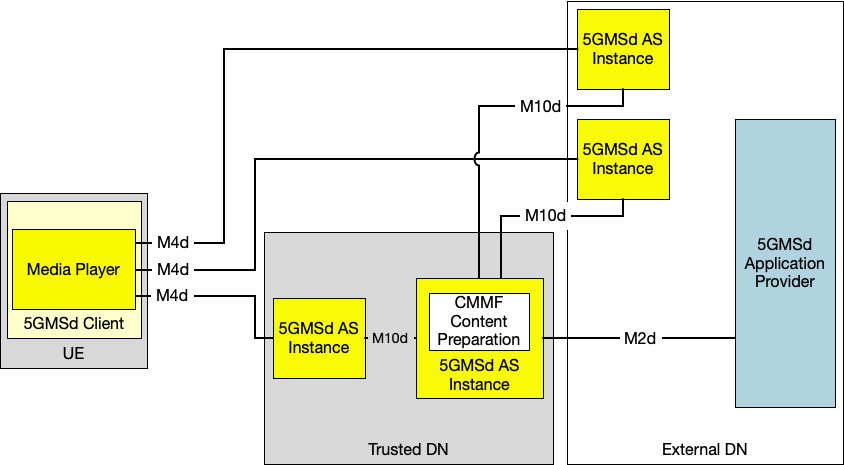 5GMSd AS
Instance
M10d
5GMSd AS
Instance
M10d
M4d
Media Player
M4d
M4d
5GMSd Client
UE
5GMSd AS
Instance
M10d
CMMF
Content
Preparation
5GMSd AS
Instance
M2d
5GMSd
Application
Provider
Trusted DN
External DN